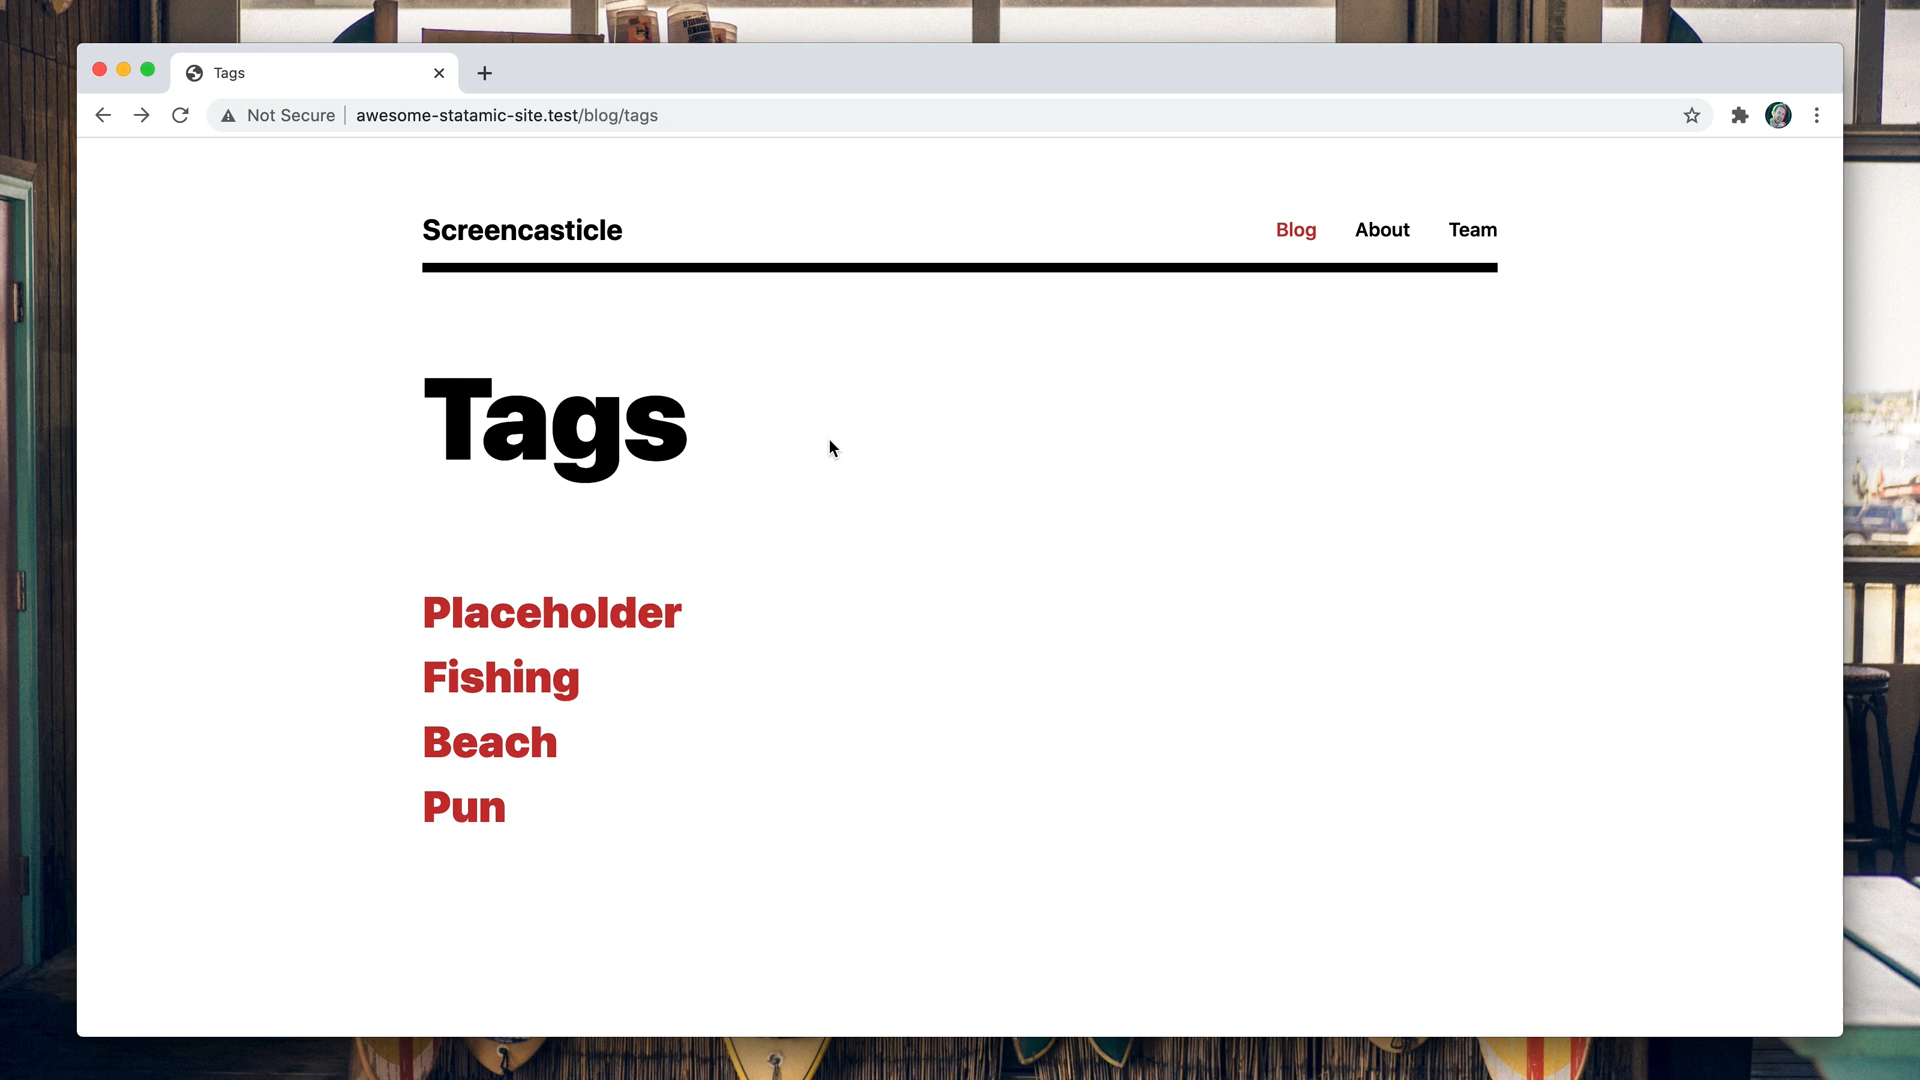 Tags
Not Secure awesome-statamic-site.test/blog/tags
Screencasticle Blog About Team
Tags
Placeholder
Fishing
Beach
Pun